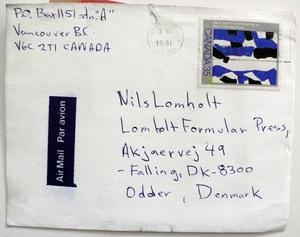 P.O. Box 1151 stn. "A"
Vancouver BC.
V6C 2T1 CANADA
1981
CANADA 35
Air Mail Par avion
Nils Lomholt
Lomholt Formular Press,
Akjaervej 49
- Falling, DK-8300
Odder, Denmark